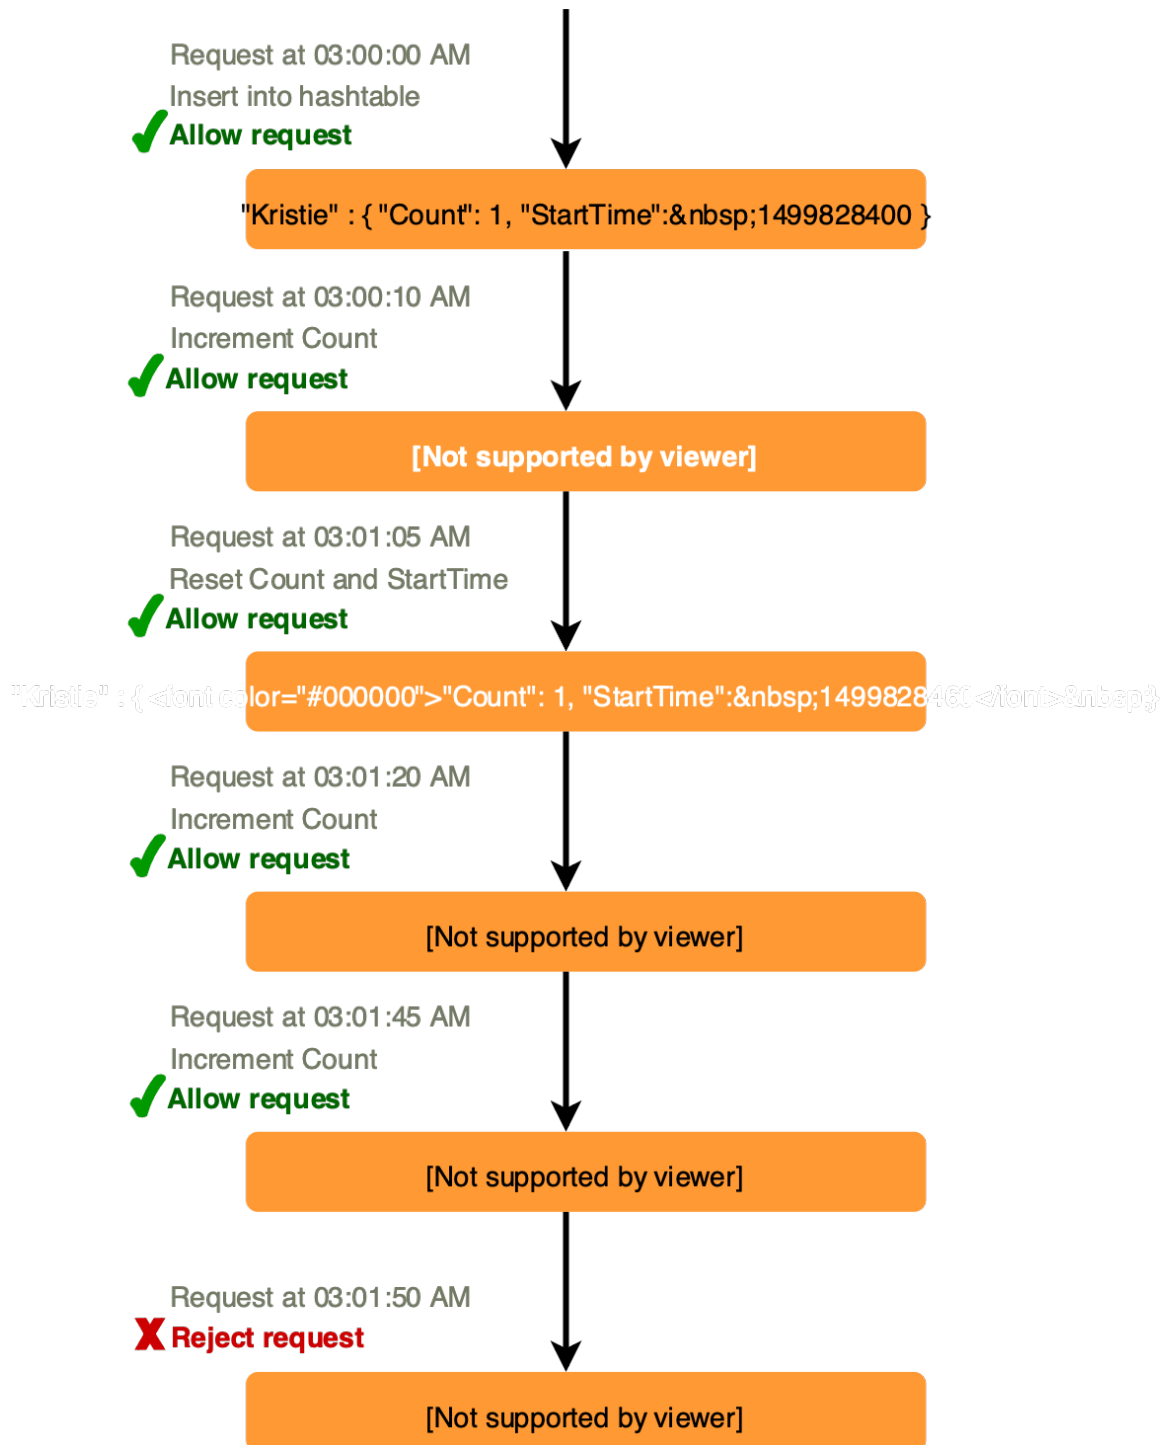 Request at 03:00:00 AM
Insert into hashtable
Allow request
"Kristie" : { "Count": 1, "StartTime":&nbsp;1499828400 }
Request at 03:00:10 AM
Increment Count
Allow request
[Not supported by viewer]
Request at 03:01:05 AM
Reset Count and StartTime
Allow request
"Kristie" : { <font color="#000000">"Count": 1, "StartTime":&nbsp;1499828460</font>&nbsp;}
Request at 03:01:20 AM
Increment Count
Allow request
[Not supported by viewer]
Request at 03:01:45 AM
Increment Count
Allow request
[Not supported by viewer]
Request at 03:01:50 AM
Reject request
[Not supported by viewer]